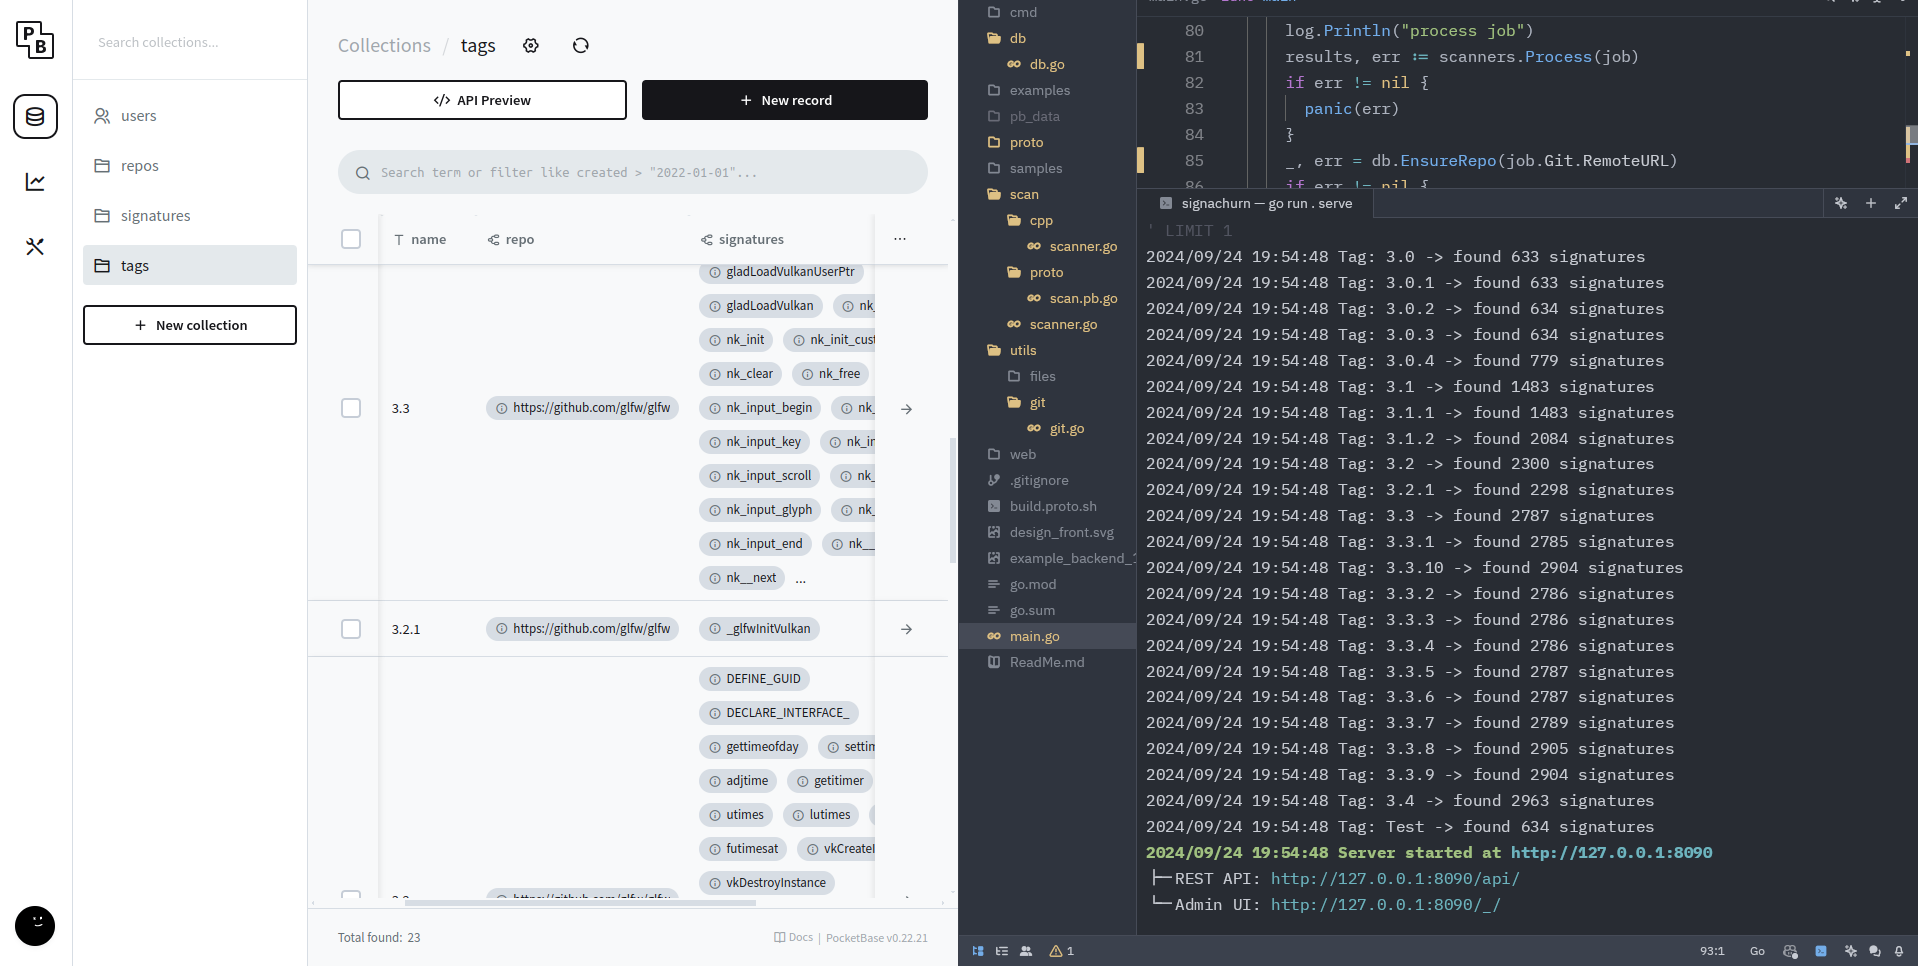 P
B
Search collections...
users
repos
signatures
tags
+ New collection
Collections / tags
</> API Preview
+ New record
Search term or filter like created > "2022-01-01"...
name
repo
signatures
...
gladLoadVulkanUserPtr
gladLoadVulkan nk_
nk_init nk_init_cust
nk_clear nk_free
3.3 https://github.com/glfw/glfw nk_input_begin nk_
nk_input_key nk_in
nk_input_scroll nk_
nk_input_glyph nk_
nk_input_end nk__
nk__next ...
3.2.1 https://github.com/glfw/glfw _glfwInitVulkan
DEFINE_GUID
DECLARE_INTERFACE_
gettimeofday settim
adjtime getitimer
utimes lutimes
futimesat vkCreateI
vkDestroyInstance
https://github.com/glfw/glfw
Total found: 23
Docs | PocketBase v0.22.21
cmd
db
db.go
examples
pb_data
proto
samples
scan
cpp
scanner.go
proto
scan.pb.go
scanner.go
utils
files
git
git.go
web
.gitignore
build.proto.sh
design_front.svg
example_backend_
go.mod
go.sum
main.go
ReadMe.md
80 log.Println("process job")
81 results, err := scanners.Process(job)
82 if err != nil {
83 panic(err)
84 }
85 _, err = db.EnsureRepo(job.Git.RemoteURL)
86 if err != nil {
signachurn — go run . serve
' LIMIT 1
2024/09/24 19:54:48 Tag: 3.0 -> found 633 signatures
2024/09/24 19:54:48 Tag: 3.0.1 -> found 633 signatures
2024/09/24 19:54:48 Tag: 3.0.2 -> found 634 signatures
2024/09/24 19:54:48 Tag: 3.0.3 -> found 634 signatures
2024/09/24 19:54:48 Tag: 3.0.4 -> found 779 signatures
2024/09/24 19:54:48 Tag: 3.1 -> found 1483 signatures
2024/09/24 19:54:48 Tag: 3.1.1 -> found 1483 signatures
2024/09/24 19:54:48 Tag: 3.1.2 -> found 2084 signatures
2024/09/24 19:54:48 Tag: 3.2 -> found 2300 signatures
2024/09/24 19:54:48 Tag: 3.2.1 -> found 2298 signatures
2024/09/24 19:54:48 Tag: 3.3 -> found 2787 signatures
2024/09/24 19:54:48 Tag: 3.3.1 -> found 2785 signatures
2024/09/24 19:54:48 Tag: 3.3.10 -> found 2904 signatures
2024/09/24 19:54:48 Tag: 3.3.2 -> found 2786 signatures
2024/09/24 19:54:48 Tag: 3.3.3 -> found 2786 signatures
2024/09/24 19:54:48 Tag: 3.3.4 -> found 2786 signatures
2024/09/24 19:54:48 Tag: 3.3.5 -> found 2787 signatures
2024/09/24 19:54:48 Tag: 3.3.6 -> found 2787 signatures
2024/09/24 19:54:48 Tag: 3.3.7 -> found 2789 signatures
2024/09/24 19:54:48 Tag: 3.3.8 -> found 2905 signatures
2024/09/24 19:54:48 Tag: 3.3.9 -> found 2904 signatures
2024/09/24 19:54:48 Tag: 3.4 -> found 2963 signatures
2024/09/24 19:54:48 Tag: Test -> found 634 signatures
2024/09/24 19:54:48 Server started at http://127.0.0.1:8090
├─REST API: http://127.0.0.1:8090/api/
└─Admin UI: http://127.0.0.1:8090/_/
1
93:1 Go